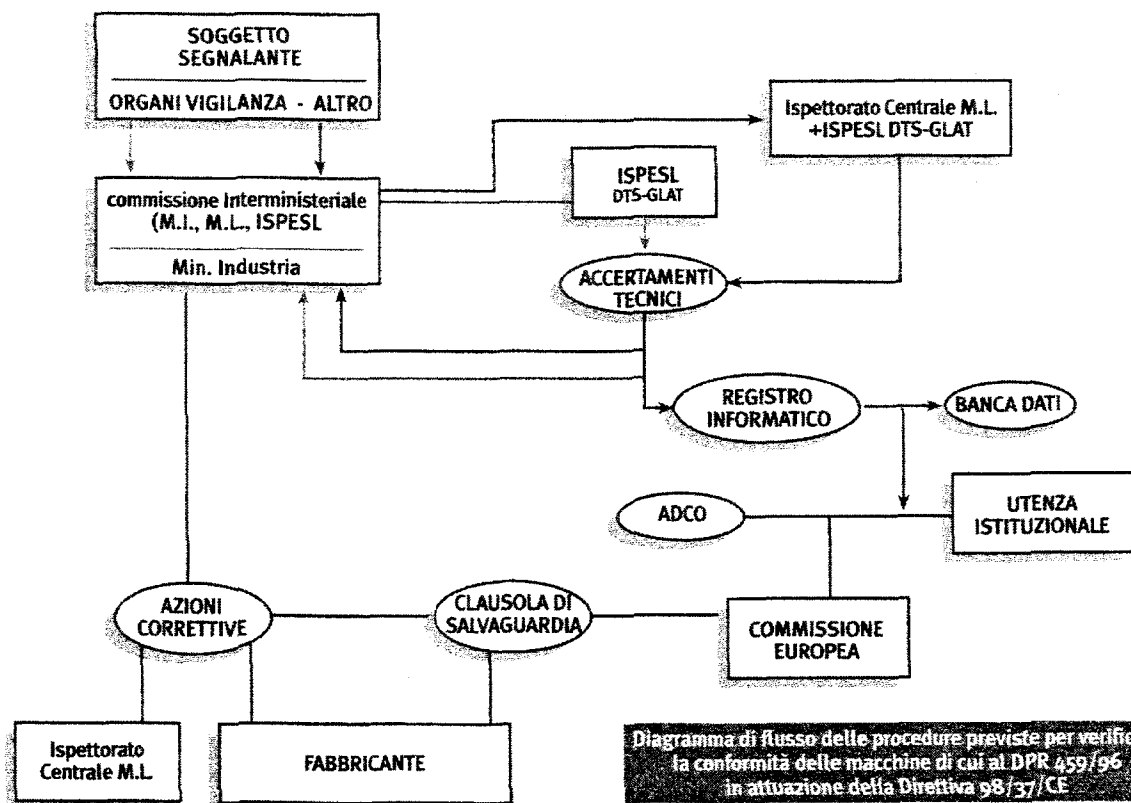 SOGGETTO
SEGNALANTE
ORGANI VIGILANZA - ALTRO
Ispettorato Centrale M.L.
+ISPESL DTS-GLAT
ISPESL
DTS-GLAT
commissione Interministeriale
(M.I., M.L., ISPESL
Min. Industria
ACCERTAMENTI
TECNICI
REGISTRO
INFORMATICO
BANCA DATI
ADCO
UTENZA
ISTITUZIONALE
AZIONI
CORRETTIVE
CLAUSOLA DI
SALVAGUARDIA
COMMISSIONE
EUROPEA
Ispettorato
Centrale M.L.
FABBRICANTE
Diagramma di flusso delle procedure previste per verific
la conformità delle macchine di cui al DPR 459/96
in attuazione della Direttiva 98/37/CE